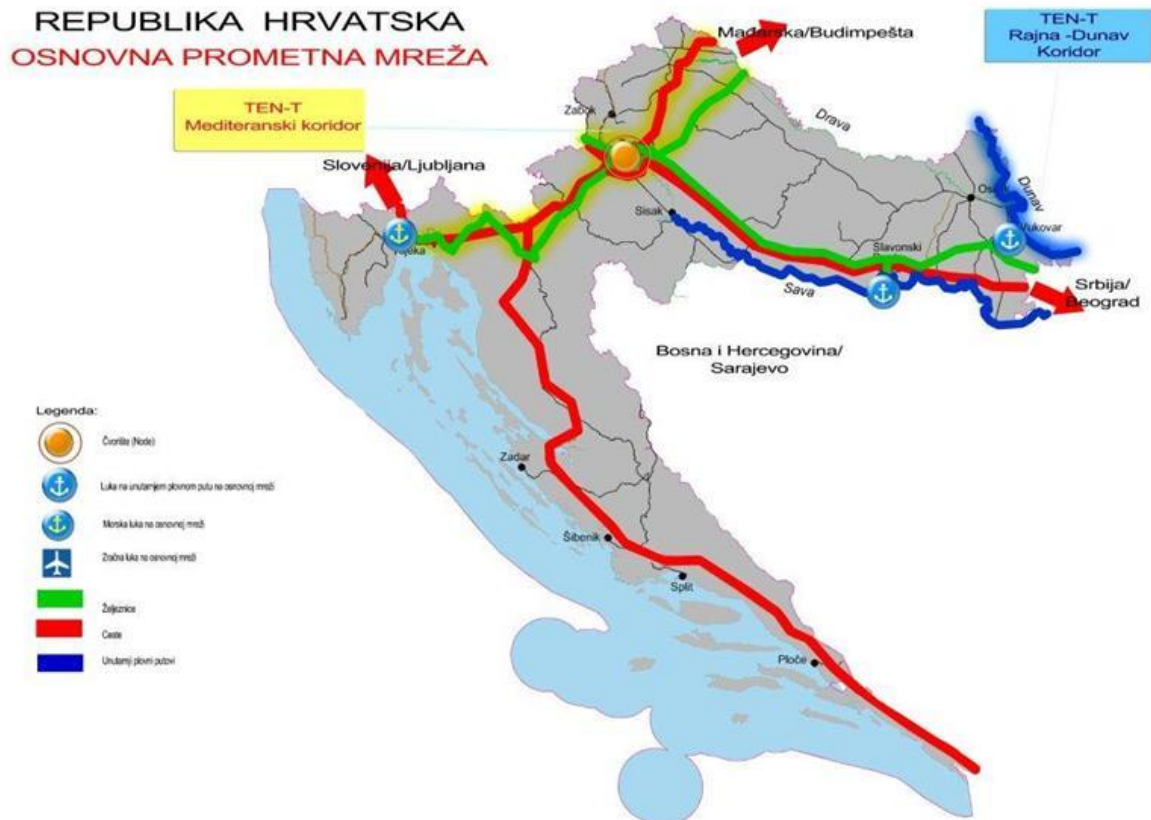 REPUBLIKA HRVATSKA
OSNOVNA PROMETNA MREŽA
TEN-T
Rajna -Dunav
Koridor
Mađarska/Budimpešta
TEN-T
Mediteranski koridor
Zabok
Drava
Slovenija/Ljubljana
Dunav
Sisak
Vukovar
Slavonski
Sava
Srbija/
Beograd
Bosna i Hercegovina/
Sarajevo
Legenda:
Čvorište (Node)
Luka na unutarnjem plovnom putu na osnovnoj mreži
Morska luka na osnovnoj mreži
Zračna luka na osnovnoj mreži
Željeznice
Ceste
Unutarnji plovni putovi
Zadar
Šibenik
Split
Ploče